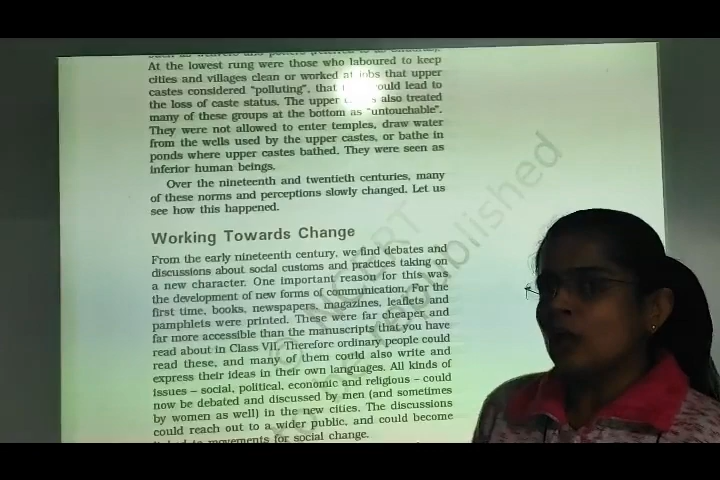 At the lowest rung were those who laboured to keep
cities and villages clean or worked at jobs that upper
castes considered "polluting", that could lead to
the loss of caste status. The upper also treated
many of these groups at the bottom as "untouchable".
They were not allowed to enter temples, draw water
from the wells used by the upper castes, or bathe in
ponds where upper castes bathed. They were seen as
inferior human beings.
Over the nineteenth and twentieth centuries, many
of these norms and perceptions slowly changed. Let us
see how this happened.
Working Towards Change
From the early nineteenth century, we find debates and
discussions about social customs and practices taking on
a new character. One important reason for this was
the development of new forms of communication. For the
first time, books, newspapers, magazines, leaflets and
pamphlets were printed. These were far cheaper and
far more accessible than the manuscripts that you have
read about in Class VII. Therefore ordinary people could
read these, and many of them could also write and
express their ideas in their own languages. All kinds of
issues – social, political, economic and religious – could
now be debated and discussed by men (and sometimes
by women as well) in the new cities. The discussions
could reach out to a wider public, and could become
to movements for social change.
© NCERT
published